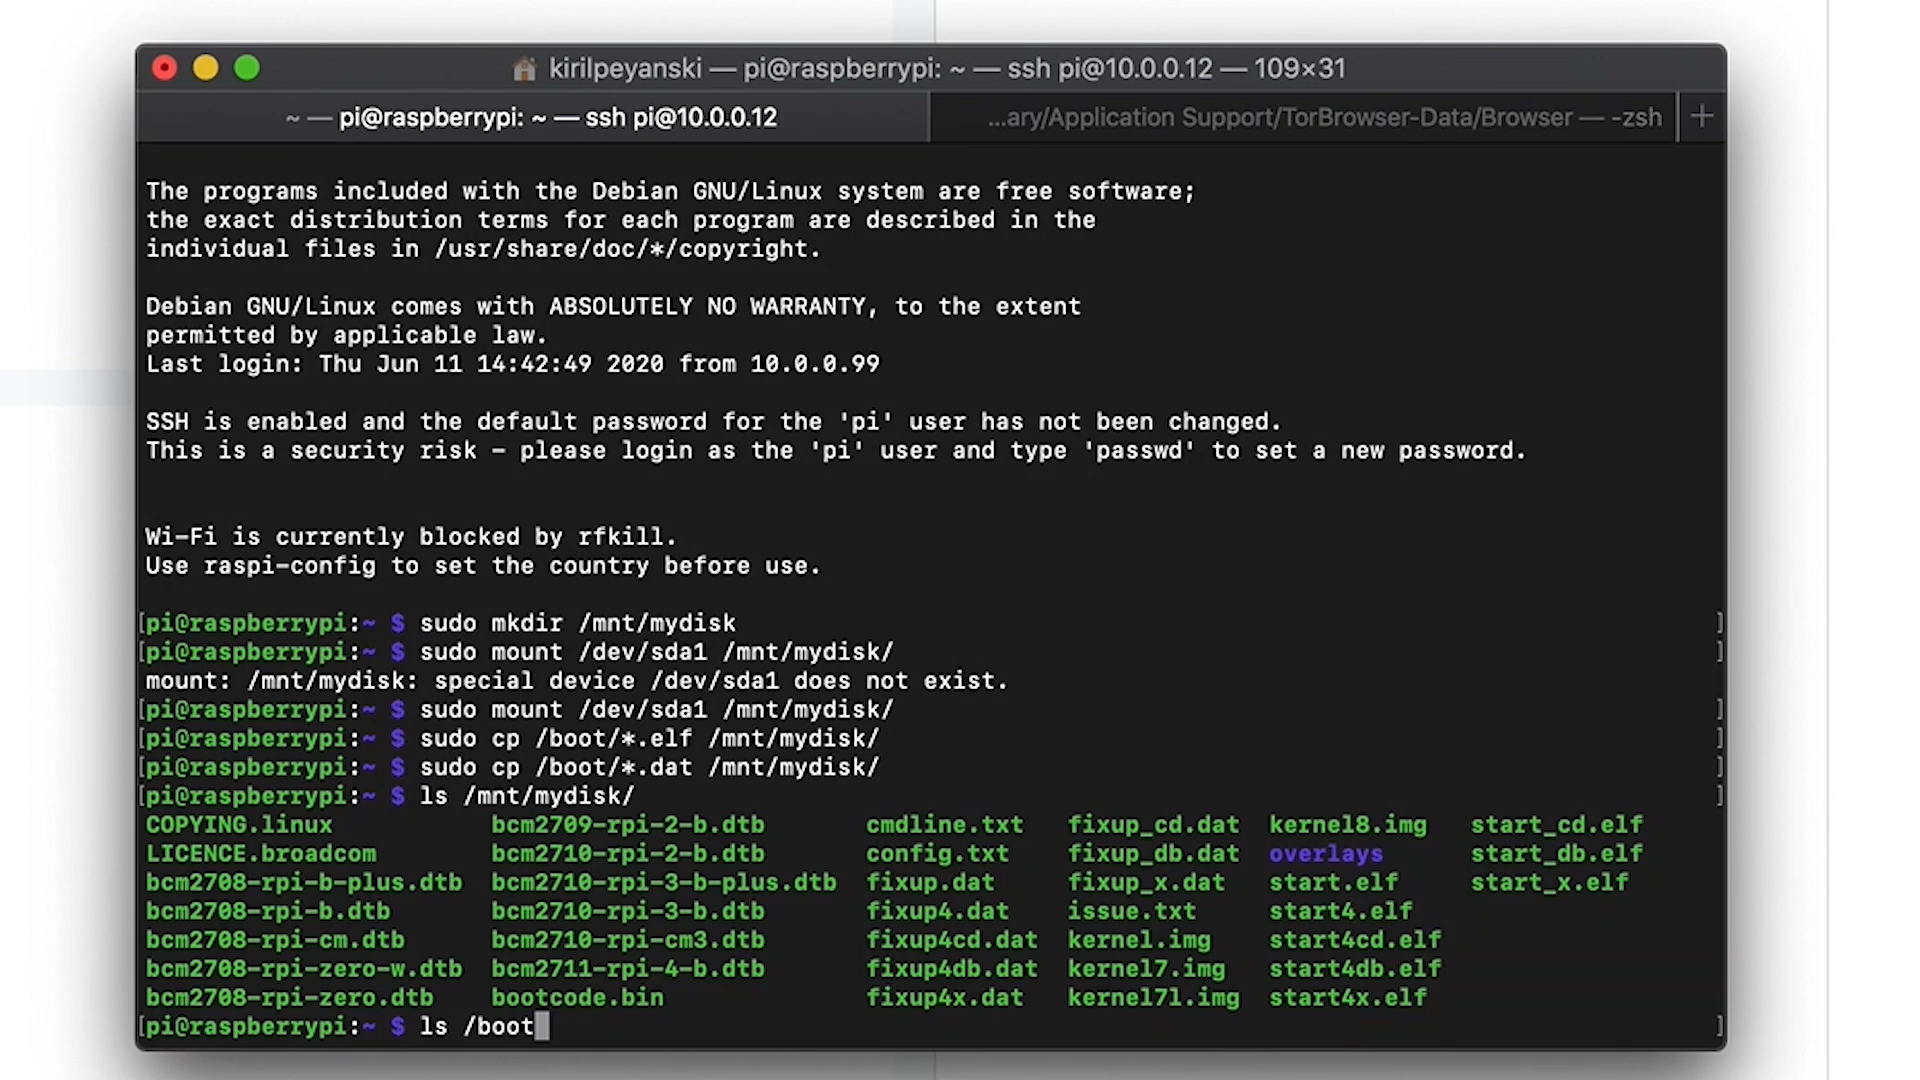 kirilpeyanski — pi@raspberrypi: ~ — ssh pi@10.0.0.12 — 109×31
~ — pi@raspberrypi: ~ — ssh pi@10.0.0.12
...ary/Application Support/TorBrowser-Data/Browser — -zsh
The programs included with the Debian GNU/Linux system are free software;
the exact distribution terms for each program are described in the
individual files in /usr/share/doc/*/copyright.
Debian GNU/Linux comes with ABSOLUTELY NO WARRANTY, to the extent
permitted by applicable law.
Last login: Thu Jun 11 14:42:49 2020 from 10.0.0.99
SSH is enabled and the default password for the 'pi' user has not been changed.
This is a security risk - please login as the 'pi' user and type 'passwd' to set a new password.
Wi-Fi is currently blocked by rfkill.
Use raspi-config to set the country before use.
[pi@raspberrypi:~ $ sudo mkdir /mnt/mydisk ]
[pi@raspberrypi:~ $ sudo mount /dev/sda1 /mnt/mydisk/ ]
mount: /mnt/mydisk: special device /dev/sda1 does not exist.
[pi@raspberrypi:~ $ sudo mount /dev/sda1 /mnt/mydisk/ ]
[pi@raspberrypi:~ $ sudo cp /boot/*.elf /mnt/mydisk/ ]
[pi@raspberrypi:~ $ sudo cp /boot/*.dat /mnt/mydisk/ ]
[pi@raspberrypi:~ $ ls /mnt/mydisk/ ]
COPYING.linux bcm2709-rpi-2-b.dtb cmdline.txt fixup_cd.dat kernel8.img start_cd.elf
LICENCE.broadcom bcm2710-rpi-2-b.dtb config.txt fixup_db.dat overlays start_db.elf
bcm2708-rpi-b-plus.dtb bcm2710-rpi-3-b-plus.dtb fixup.dat fixup_x.dat start.elf start_x.elf
bcm2708-rpi-b.dtb bcm2710-rpi-3-b.dtb fixup4.dat issue.txt start4.elf
bcm2708-rpi-cm.dtb bcm2710-rpi-cm3.dtb fixup4cd.dat kernel.img start4cd.elf
bcm2708-rpi-zero-w.dtb bcm2711-rpi-4-b.dtb fixup4db.dat kernel7.img start4db.elf
bcm2708-rpi-zero.dtb bootcode.bin fixup4x.dat kernel7l.img start4x.elf
[pi@raspberrypi:~ $ ls /boot ]